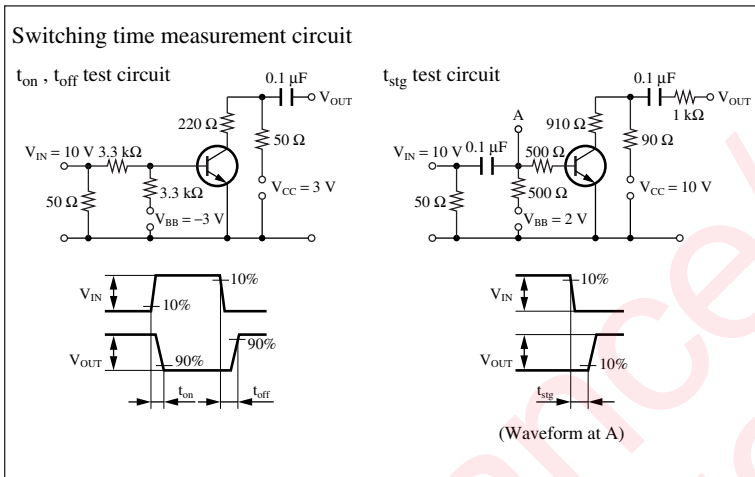 Switching time measurement circuit
t_on , t_off test circuit
0.1 μF
V_OUT
220 Ω
50 Ω
V_IN = 10 V 3.3 kΩ
3.3 kΩ
50 Ω
V_CC = 3 V
V_BB = −3 V
V_IN
10%
10%
V_OUT
90%
90%
t_on
t_off
t_stg test circuit
0.1 μF
V_OUT
1 kΩ
A
910 Ω
90 Ω
V_IN = 10 V
0.1 μF
500 Ω
500 Ω
50 Ω
V_CC = 10 V
V_BB = 2 V
V_IN
10%
V_OUT
10%
t_stg
(Waveform at A)